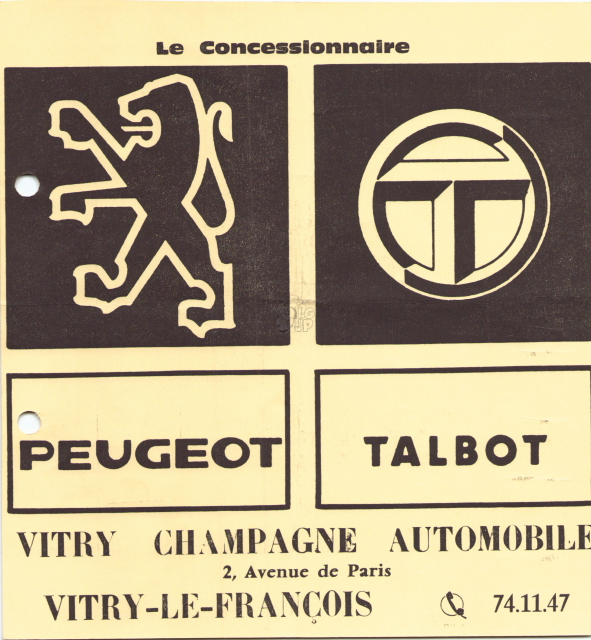 Le Concessionnaire
PEUGEOT
TALBOT
VITRY CHAMPAGNE AUTOMOBILE
2, Avenue de Paris
VITRY-LE-FRANÇOIS 74.11.47